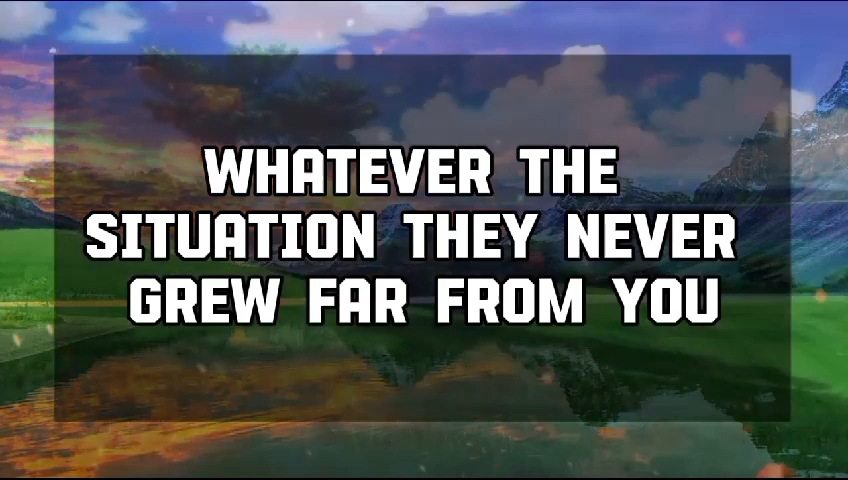 WHATEVER THE
SITUATION THEY NEVER
GREW FAR FROM YOU